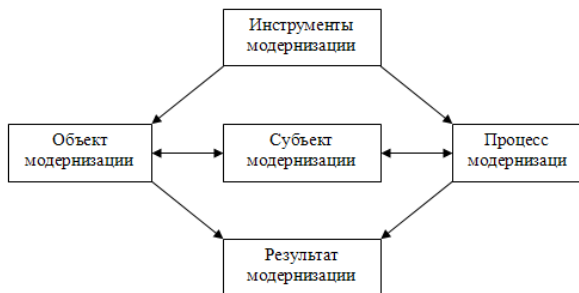 Инструменты
модернизации
Объект
модернизации
Субъект
модернизации
Процесс
модернизаци
Результат
модернизации